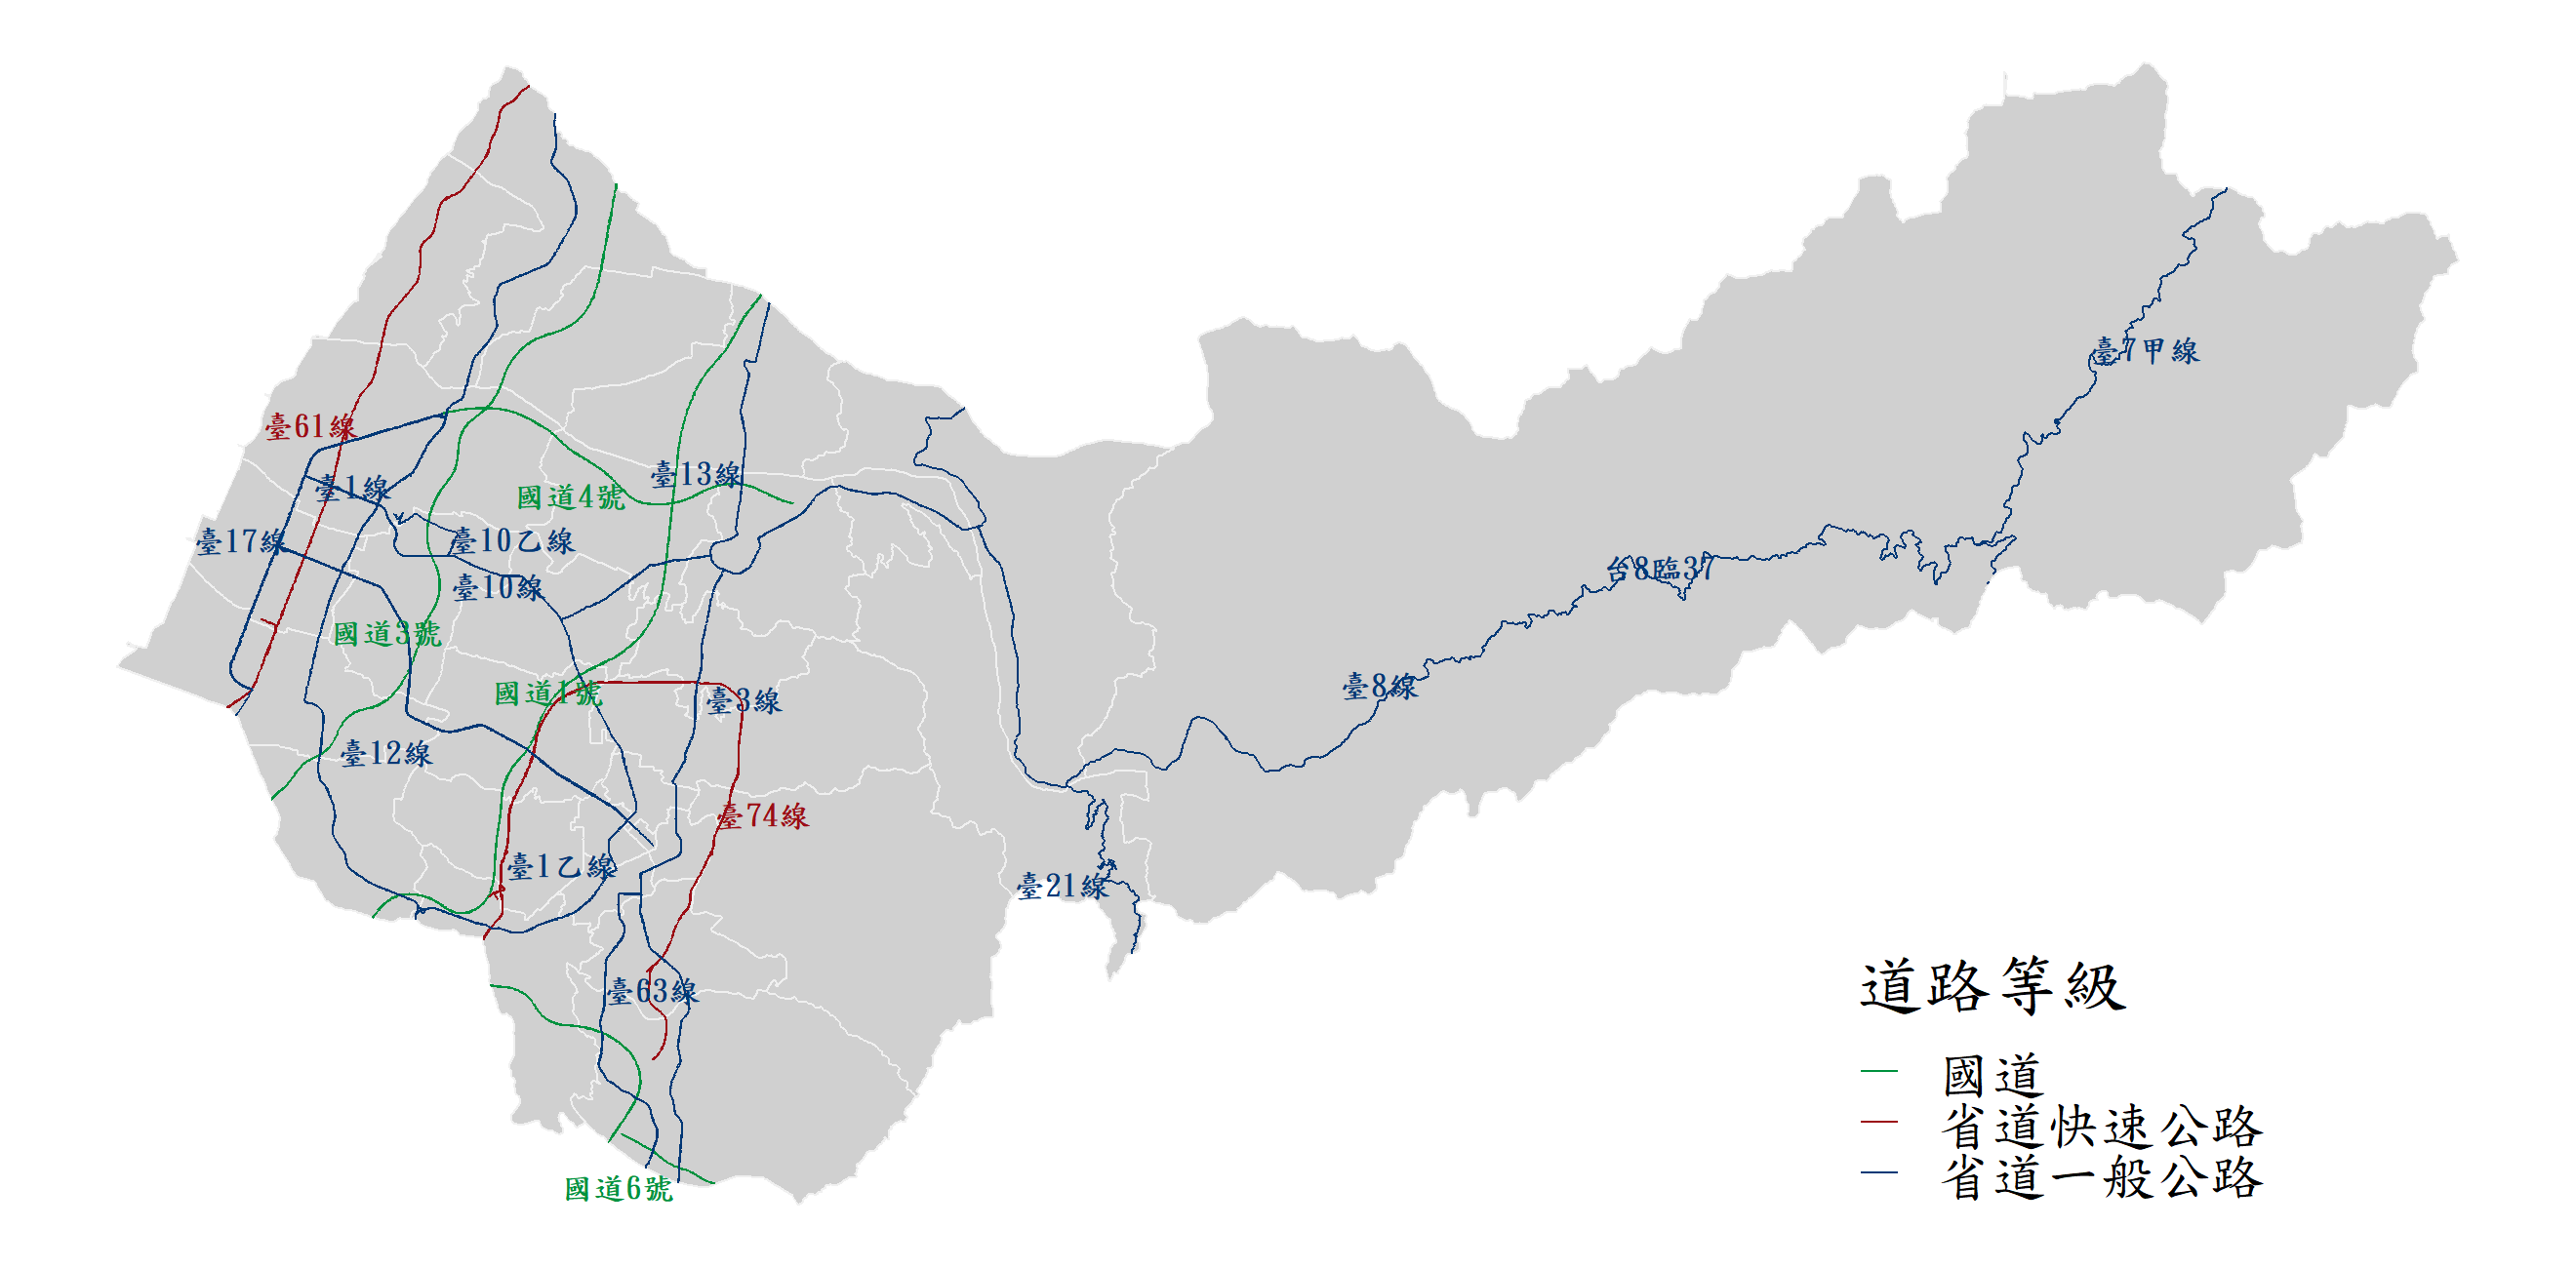 臺7甲線
臺61線
臺13線
臺1線
國道4號
臺17線
臺10乙線
台8臨37
臺10線
國道3號
臺8線
國道1號
臺3線
臺12線
臺74線
臺1乙線
臺21線
臺63線
國道6號
道路等級
國道
省道快速公路
省道一般公路